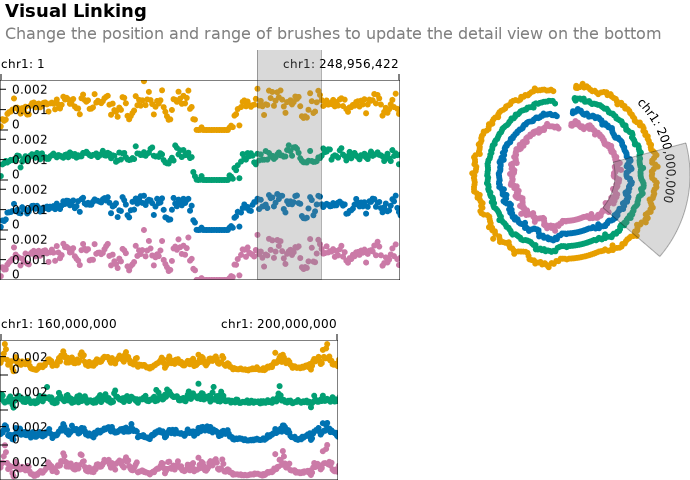 Visual Linking
Change the position and range of brushes to update the detail view on the bottom
chr1: 1
chr1: 248,956,422
0.002
0.001
0
0.002
0.001
0
0.002
0.001
0
0.002
0.001
0
chr1: 200,000,000
chr1: 160,000,000
chr1: 200,000,000
0.002
0
0.002
0
0.002
0
0.002
0